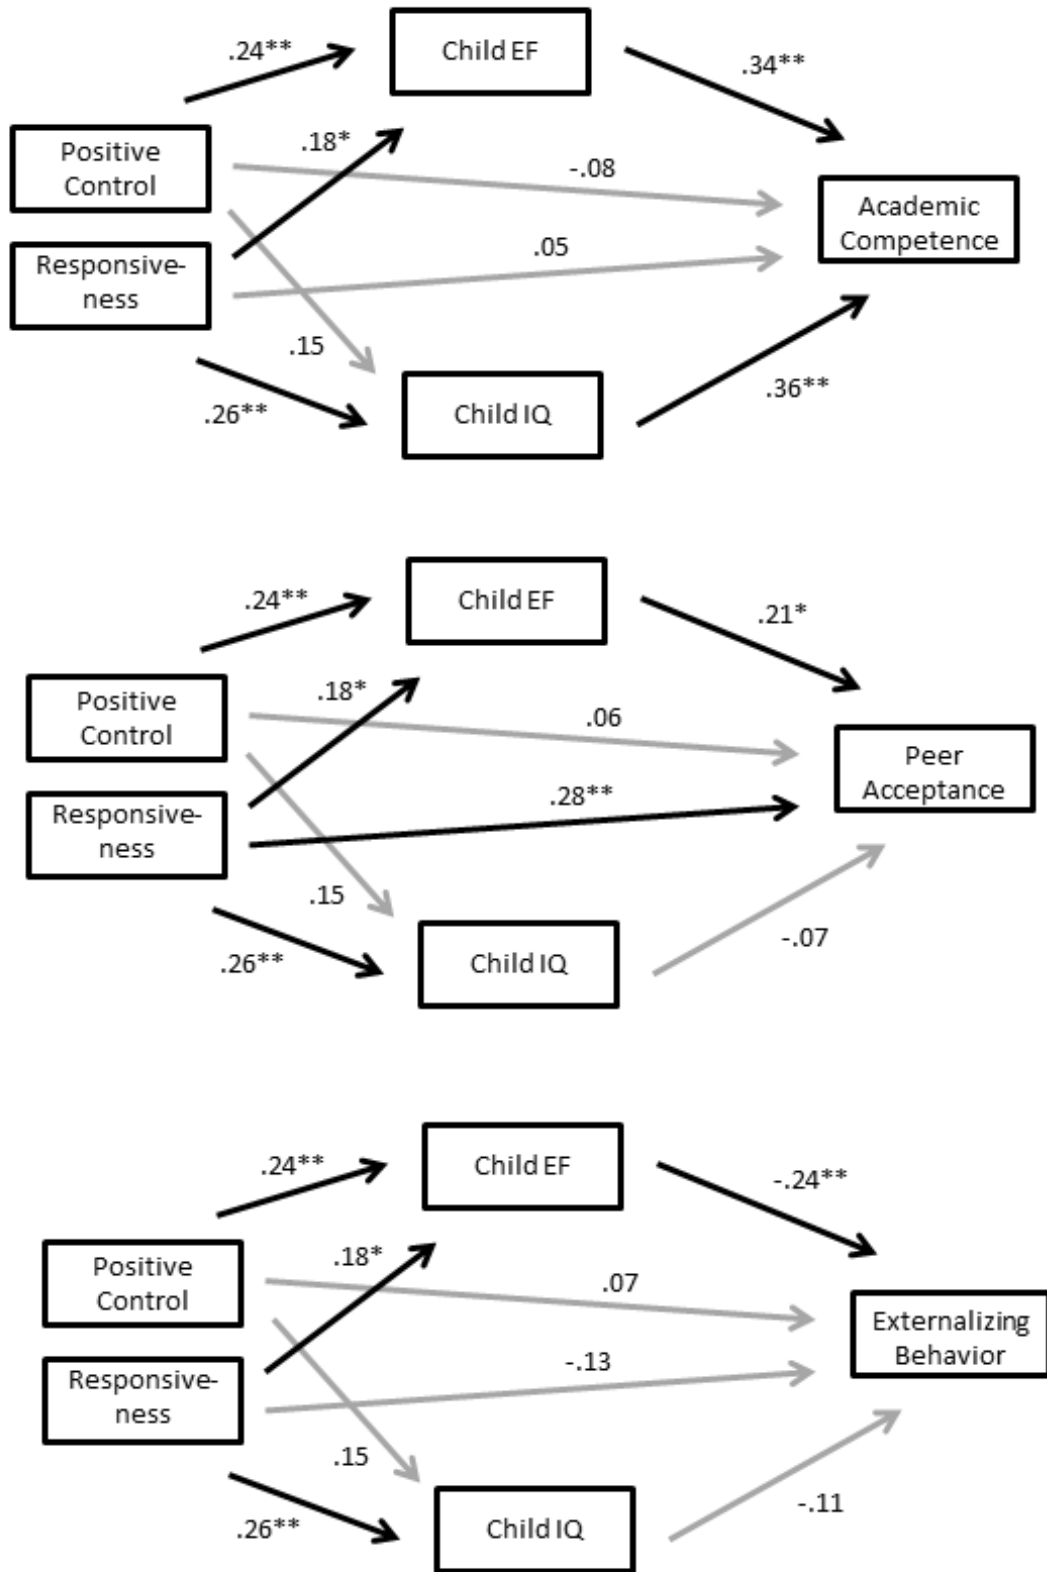 .24**
Child EF
.34**
Positive
Control
.18*
-.08
Academic
Competence
Responsive-
ness
.05
.15
.26**
Child IQ
.36**
.24**
Child EF
.21*
Positive
Control
.18*
.06
Peer
Acceptance
Responsive-
ness
.28**
.15
.26**
Child IQ
-.07
.24**
Child EF
-.24**
Positive
Control
.18*
.07
Externalizing
Behavior
Responsive-
ness
-.13
.15
.26**
Child IQ
-.11